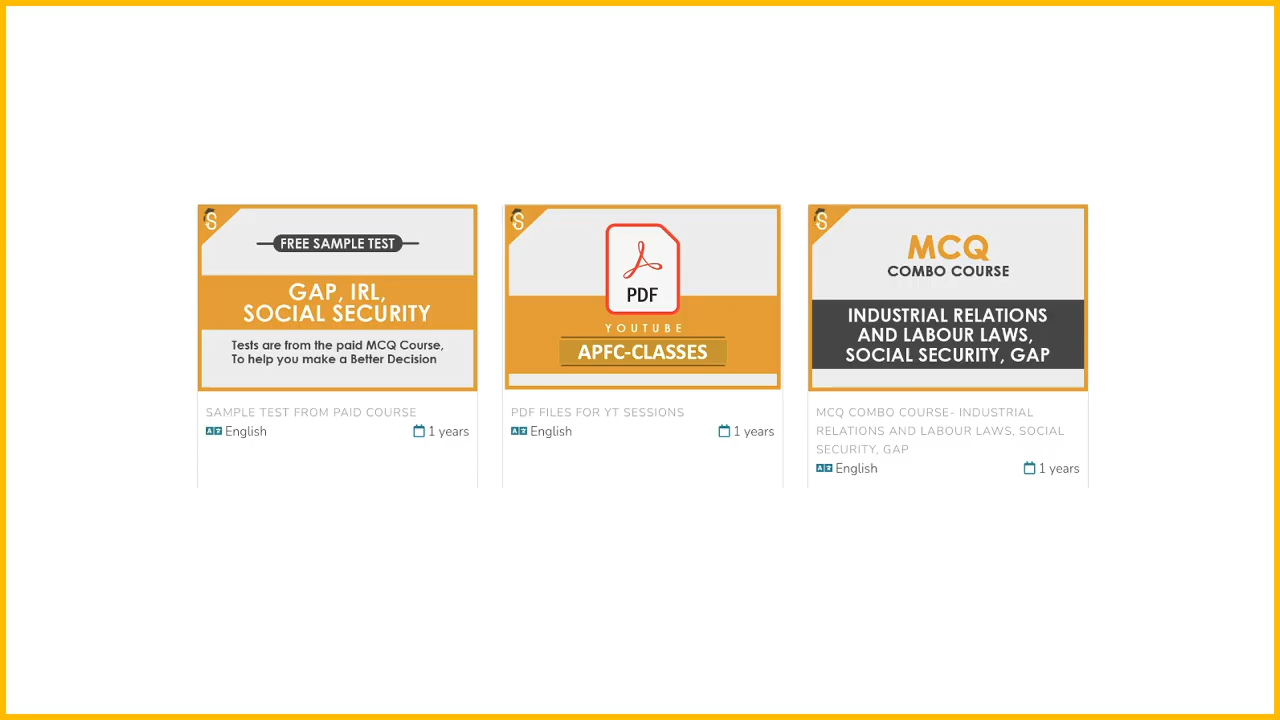 S
FREE SAMPLE TEST
GAP, IRL,
SOCIAL SECURITY
Tests are from the paid MCQ Course,
To help you make a Better Decision
SAMPLE TEST FROM PAID COURSE
English
1 years
S
PDF
YOUTUBE
APFC-CLASSES
PDF FILES FOR YT SESSIONS
English
1 years
S
MCQ
COMBO COURSE
INDUSTRIAL RELATIONS
AND LABOUR LAWS,
SOCIAL SECURITY, GAP
MCQ COMBO COURSE- INDUSTRIAL
RELATIONS AND LABOUR LAWS, SOCIAL
SECURITY, GAP
English
1 years